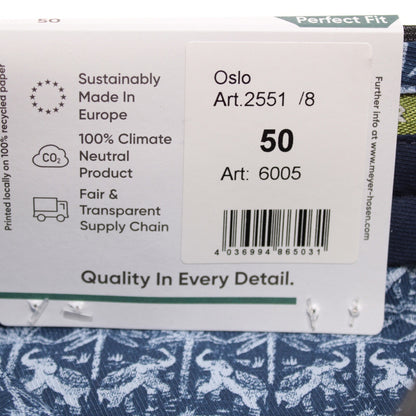 50
Perfect Fit
Sustainably
Made In
Europe
CO₂
100% Climate
Neutral
Product
Fair &
Transparent
Supply Chain
Oslo
Art.2551 /8
50
Art: 6005
4 036994 865031
Quality In Every Detail.
Printed locally on 100% recycled paper
Further info at www.meyer-hosen.com